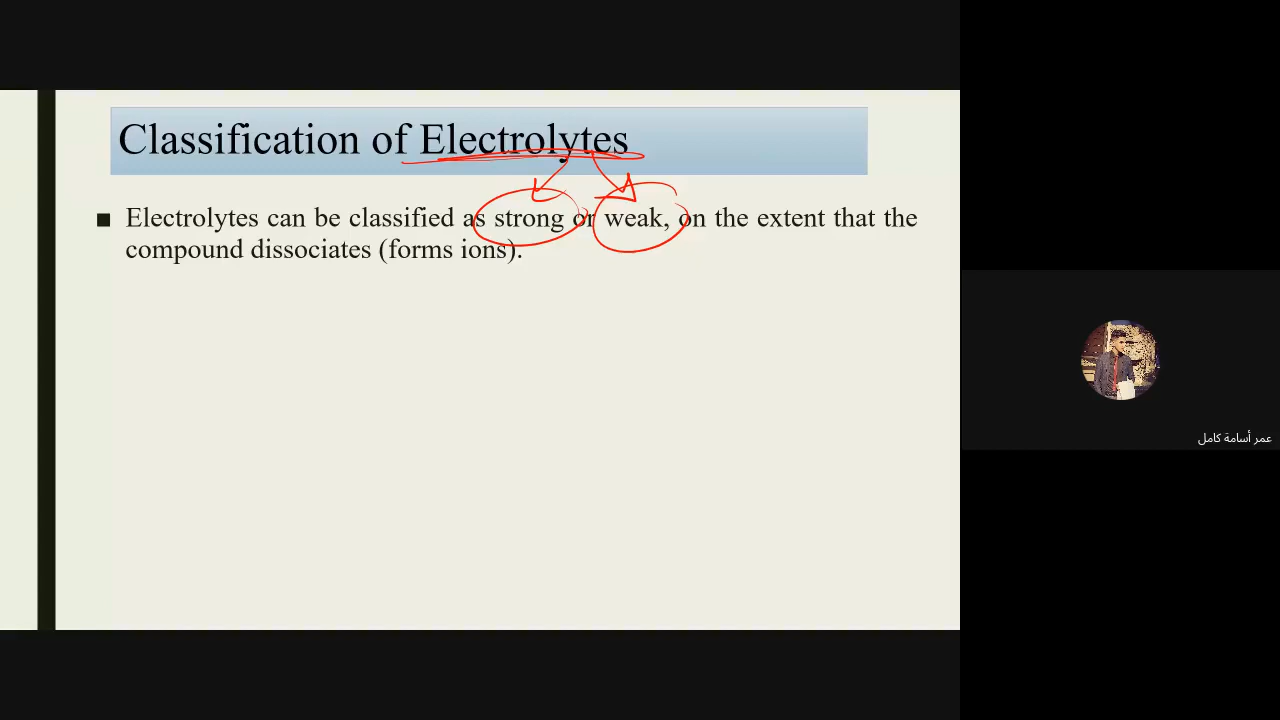 Classification of Electrolytes
■ Electrolytes can be classified as strong or weak, on the extent that the
compound dissociates (forms ions).
عمر أسامة كامل